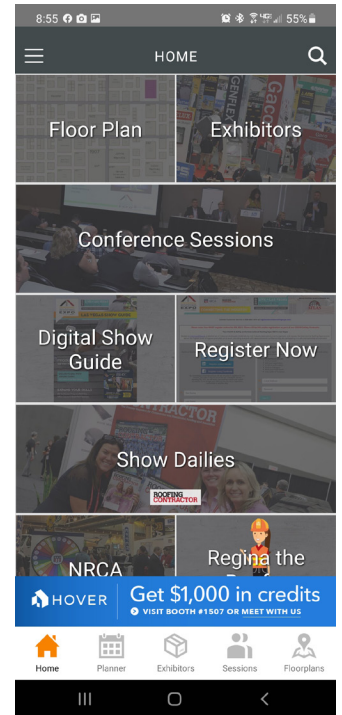 8:55
55%
HOME
Floor Plan
Exhibitors
Conference Sessions
Digital Show
Guide
Register Now
CONTRACTOR
Show Dailies
ROOFING
CONTRACTOR
NRCA
Regina the
HOVER
Get $1,000 in credits
VISIT BOOTH #1507 OR MEET WITH US
Home
Planner
Exhibitors
Sessions
Floorplans